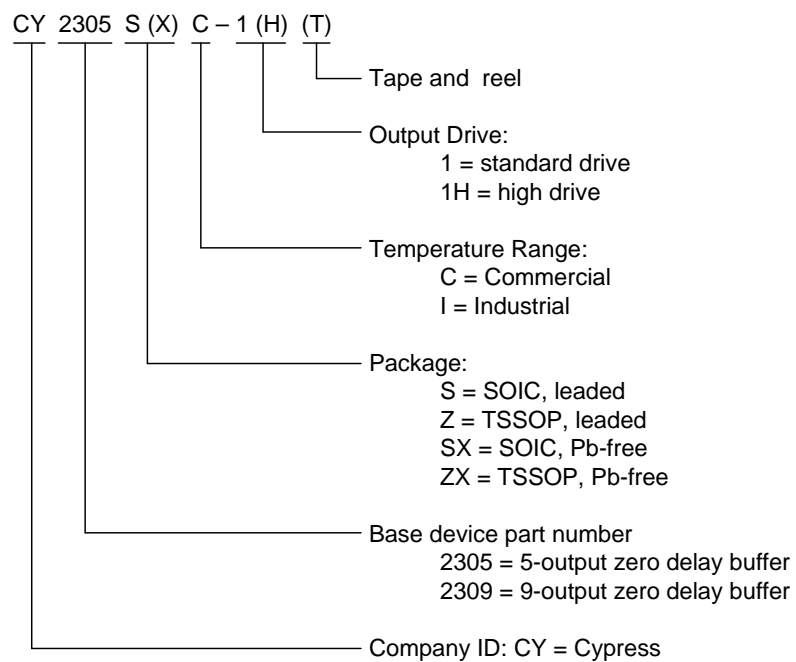 CY 2305 S (X) C – 1 (H) (T)
Tape and reel
Output Drive:
1 = standard drive
1H = high drive
Temperature Range:
C = Commercial
I = Industrial
Package:
S = SOIC, leaded
Z = TSSOP, leaded
SX = SOIC, Pb-free
ZX = TSSOP, Pb-free
Base device part number
2305 = 5-output zero delay buffer
2309 = 9-output zero delay buffer
Company ID: CY = Cypress